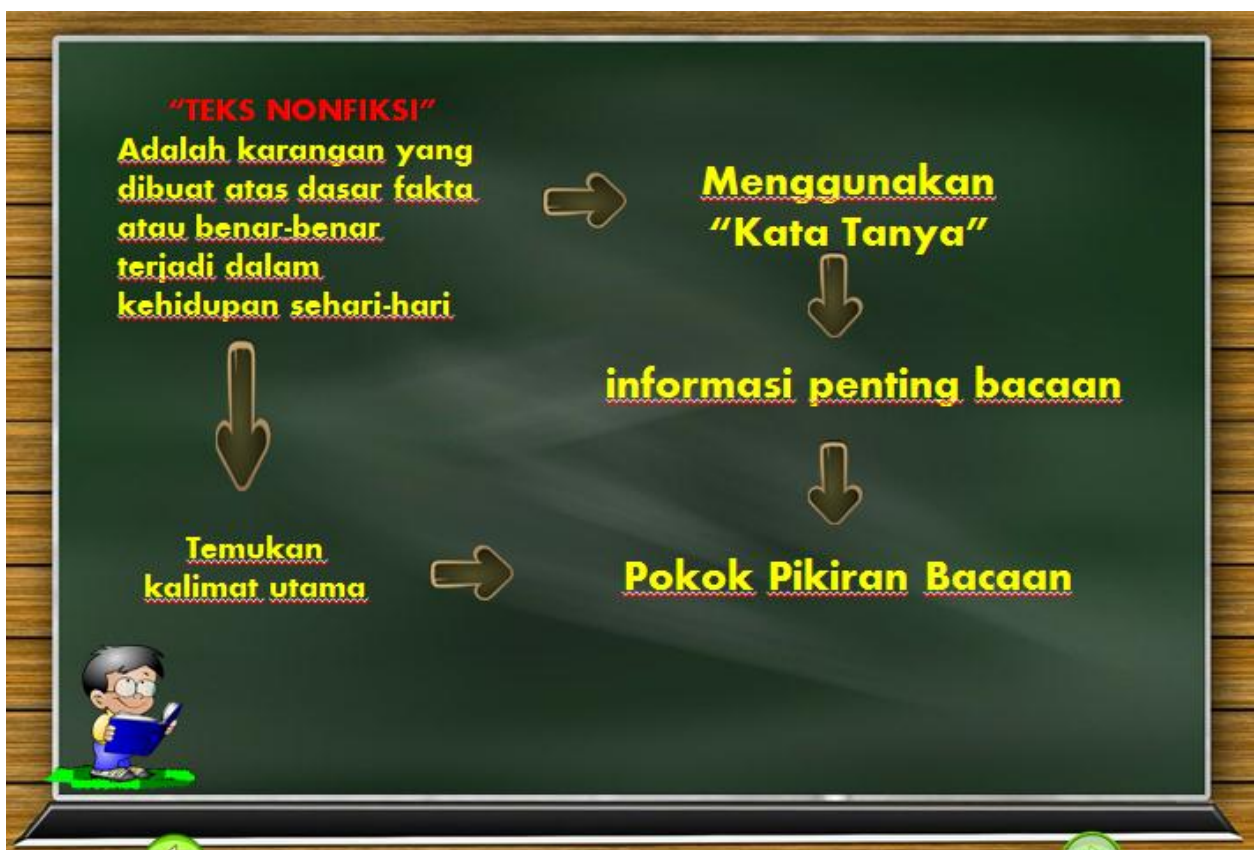 “TEKS NONFIKSI”
Adalah karangan yang
dibuat atas dasar fakta
atau benar-benar
terjadi dalam
kehidupan sehari-hari
Menggunakan
“Kata Tanya”
informasi penting bacaan
Temukan
kalimat utama
Pokok Pikiran Bacaan